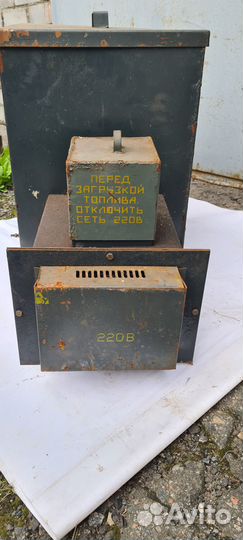 ПЕРЕД
ЗАГРУЗКОЙ
ТОПЛИВА
ОТКЛЮЧИТЬ
СЕТЬ 220В
220В
Avito